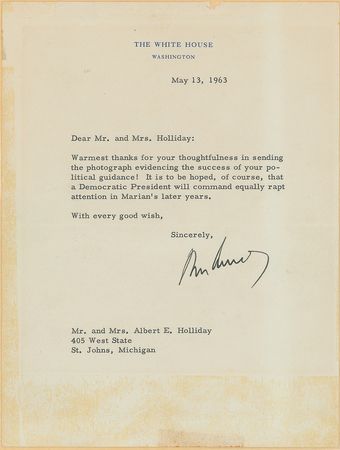 THE WHITE HOUSE
WASHINGTON
May 13, 1963
Dear Mr. and Mrs. Holliday:
Warmest thanks for your thoughtfulness in sending
the photograph evidencing the success of your po-
litical guidance! It is to be hoped, of course, that
a Democratic President will command equally rapt
attention in Marian's later years.
With every good wish,
Sincerely,
Mr. and Mrs. Albert E. Holliday
405 West State
St. Johns, Michigan